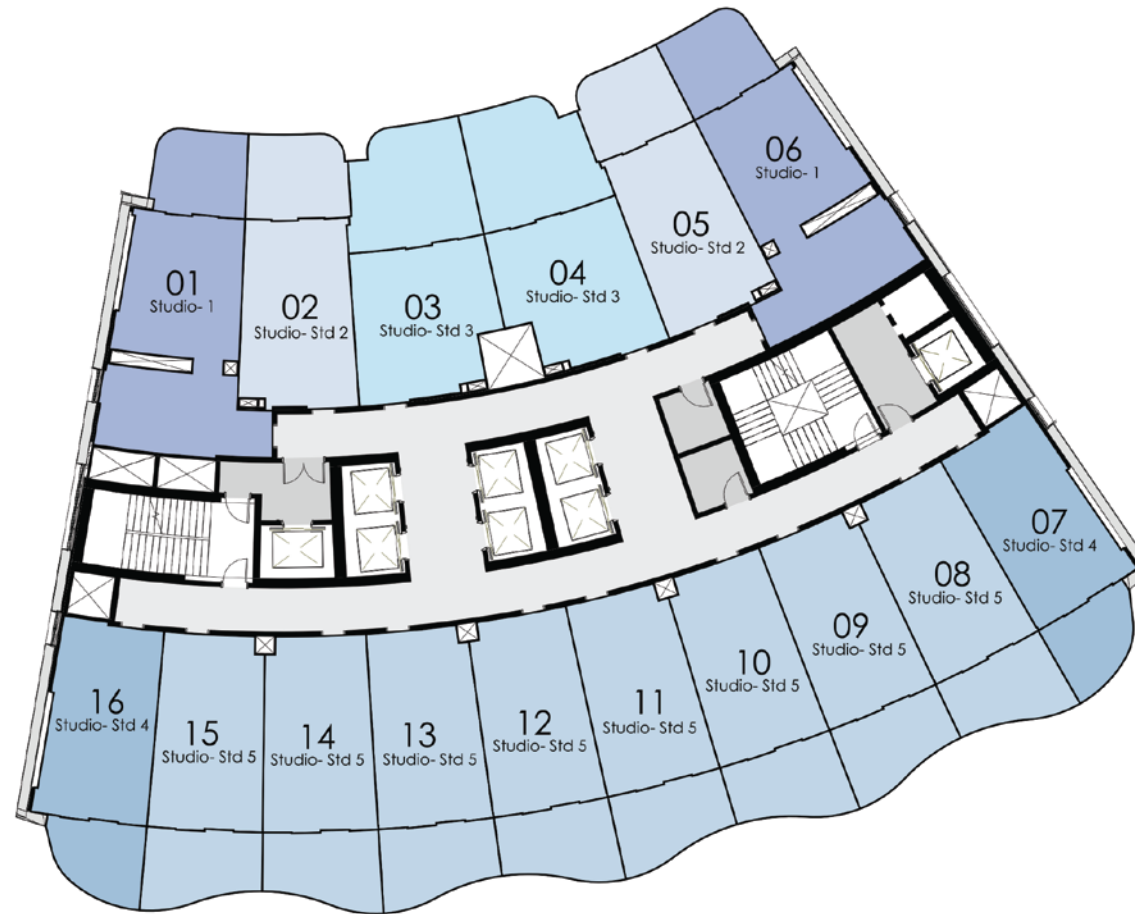 01
Studio- 1
02
Studio- Std 2
03
Studio- Std 3
04
Studio- Std 3
05
Studio- Std 2
06
Studio- 1
07
Studio- Std 4
08
Studio- Std 5
09
Studio- Std 5
10
Studio- Std 5
11
Studio- Std 5
12
Studio- Std 5
13
Studio- Std 5
14
Studio- Std 5
15
Studio- Std 5
16
Studio- Std 4